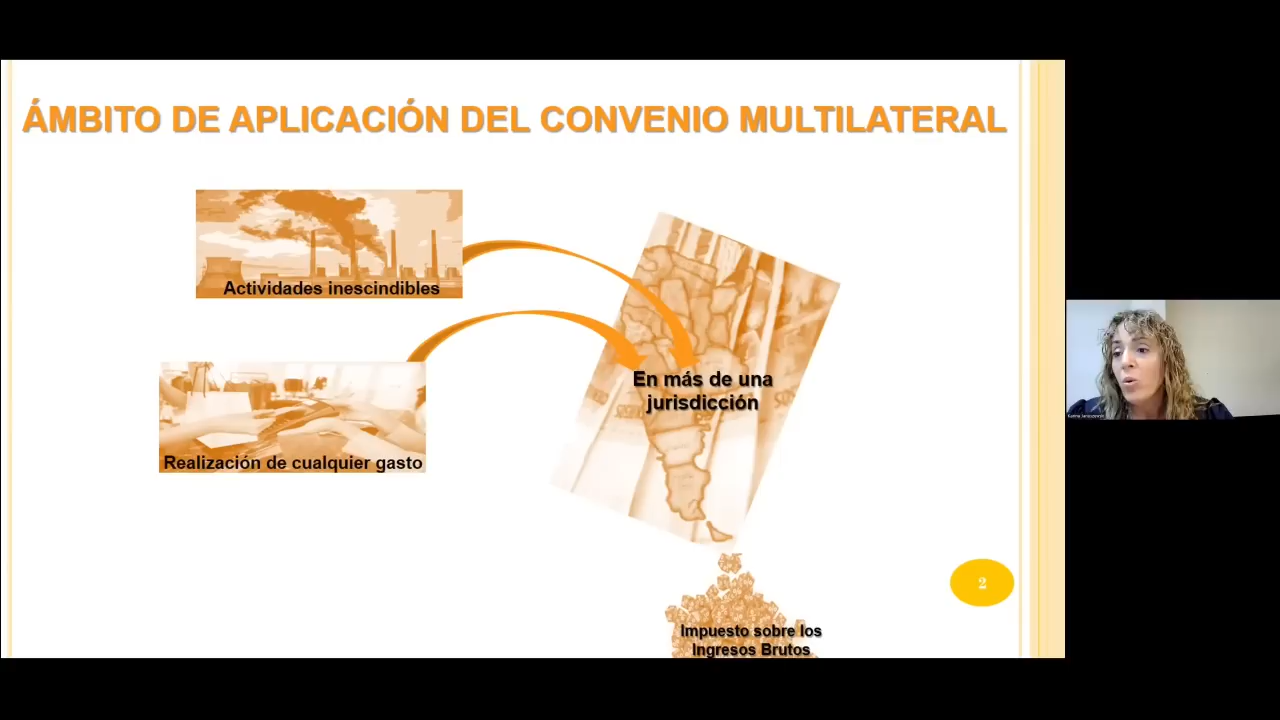 ÁMBITO DE APLICACIÓN DEL CONVENIO MULTILATERAL
Actividades inescindibles
Realización de cualquier gasto
En más de una
jurisdicción
2
Impuesto sobre los
Ingresos Brutos